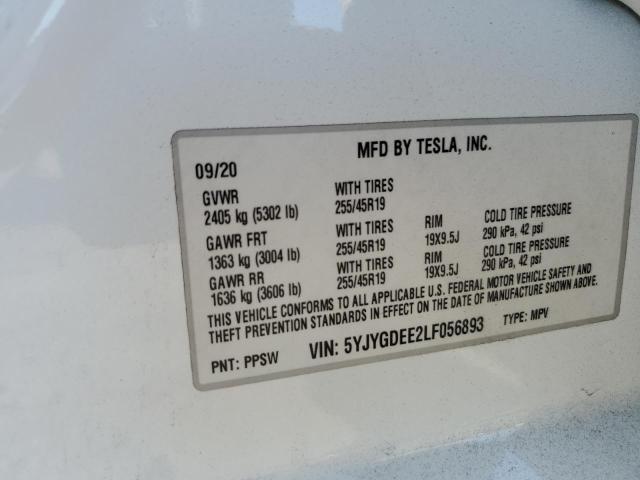 MFD BY TESLA, INC.
09/20
GVWR WITH TIRES
2405 kg (5302 lb) 255/45R19
GAWR FRT WITH TIRES RIM COLD TIRE PRESSURE
1363 kg (3004 lb) 255/45R19 19X9.5J 290 kPa, 42 psi
GAWR RR WITH TIRES RIM COLD TIRE PRESSURE
1636 kg (3606 lb) 255/45R19 19X9.5J 290 kPa, 42 psi
THIS VEHICLE CONFORMS TO ALL APPLICABLE U.S. FEDERAL MOTOR VEHICLE SAFETY AND
THEFT PREVENTION STANDARDS IN EFFECT ON THE DATE OF MANUFACTURE SHOWN ABOVE.
PNT: PPSW VIN: 5YJYGDEE2LF056893 TYPE: MPV